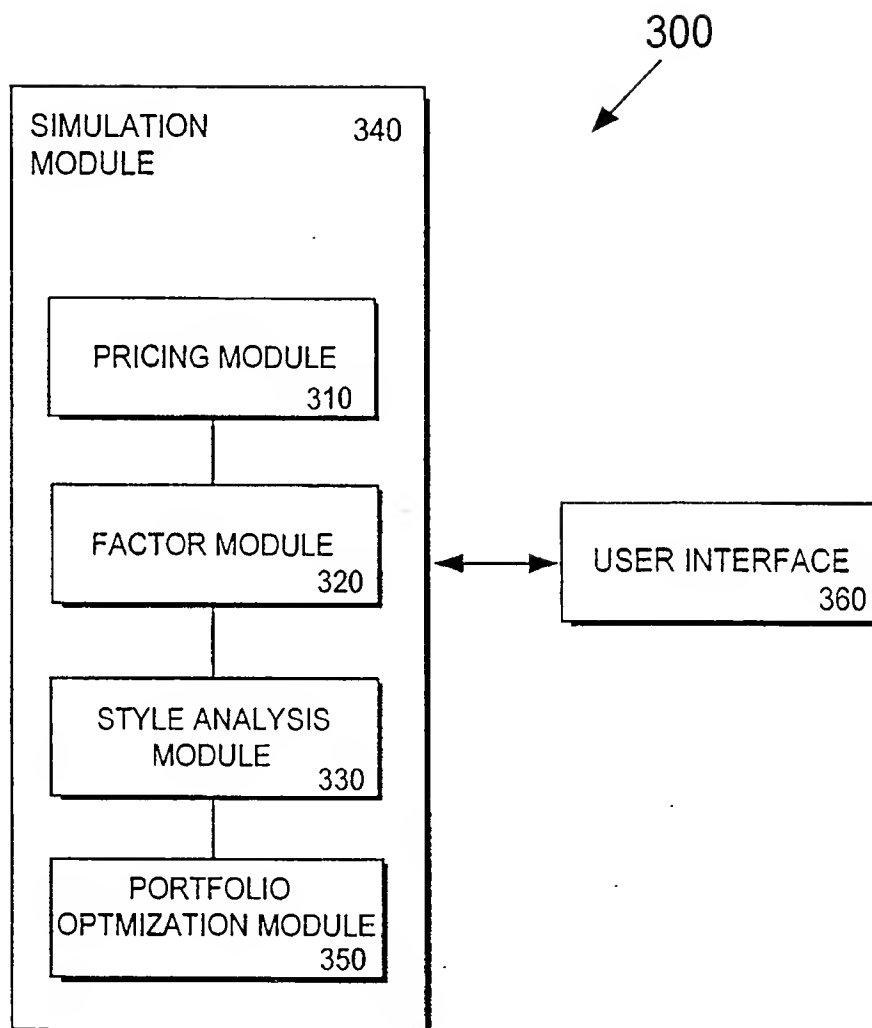 300
SIMULATION 340
MODULE
PRICING MODULE
310
FACTOR MODULE
320
STYLE ANALYSIS
MODULE
330
PORTFOLIO
OPTMIZATION MODULE
350
USER INTERFACE
360